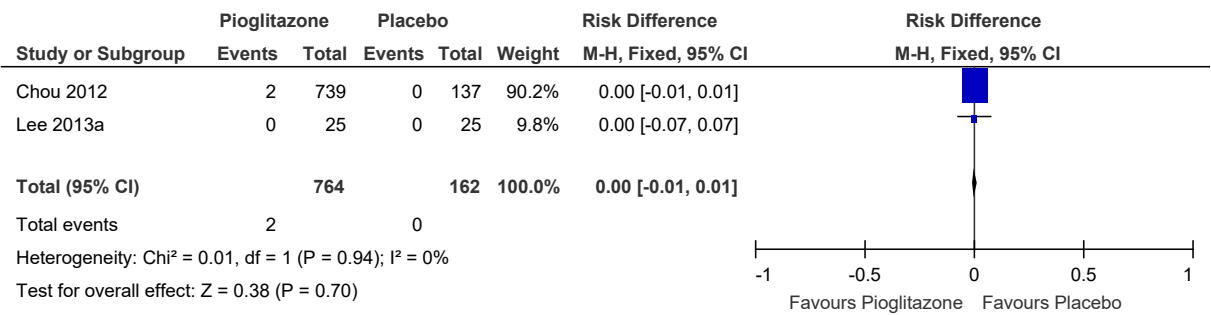 Pioglitazone Placebo Risk Difference Risk Difference
Study or Subgroup Events Total Events Total Weight M-H, Fixed, 95% CI M-H, Fixed, 95% CI
Chou 2012 2 739 0 137 90.2% 0.00 [-0.01, 0.01]
Lee 2013a 0 25 0 25 9.8% 0.00 [-0.07, 0.07]
Total (95% CI) 764 162 100.0% 0.00 [-0.01, 0.01]
Total events 2 0
Heterogeneity: Chi² = 0.01, df = 1 (P = 0.94); I² = 0%
Test for overall effect: Z = 0.38 (P = 0.70)
-1 -0.5 0 0.5 1
Favours Pioglitazone Favours Placebo